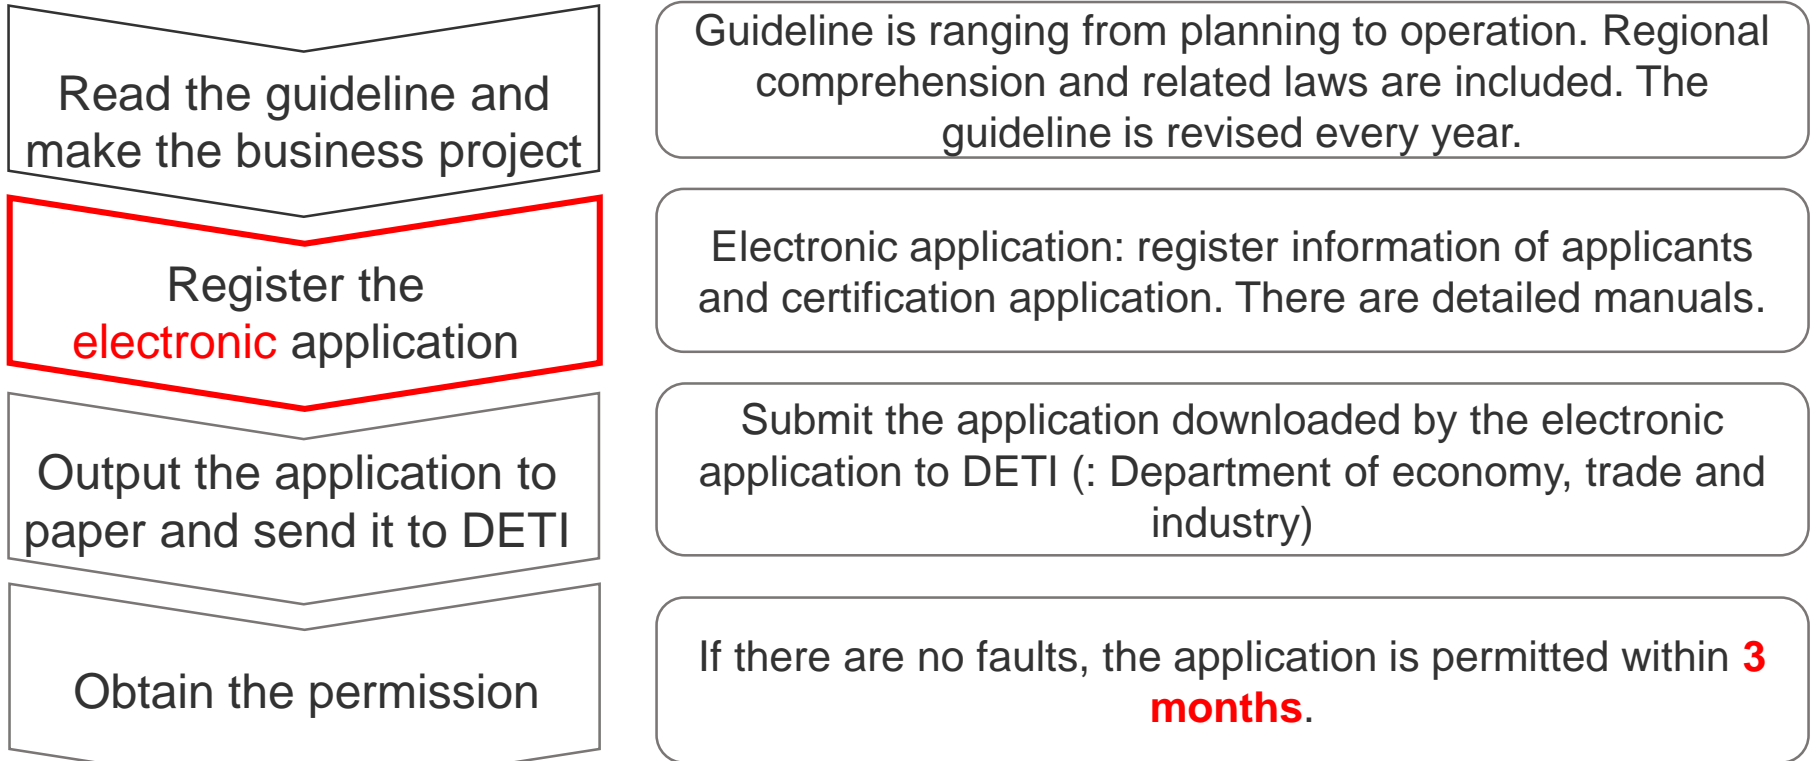 Read the guideline and
make the business project
Guideline is ranging from planning to operation. Regional
comprehension and related laws are included. The
guideline is revised every year.
Register the
electronic application
Electronic application: register information of applicants
and certification application. There are detailed manuals.
Output the application to
paper and send it to DETI
Submit the application downloaded by the electronic
application to DETI (: Department of economy, trade and
industry)
Obtain the permission
If there are no faults, the application is permitted within 3
months.